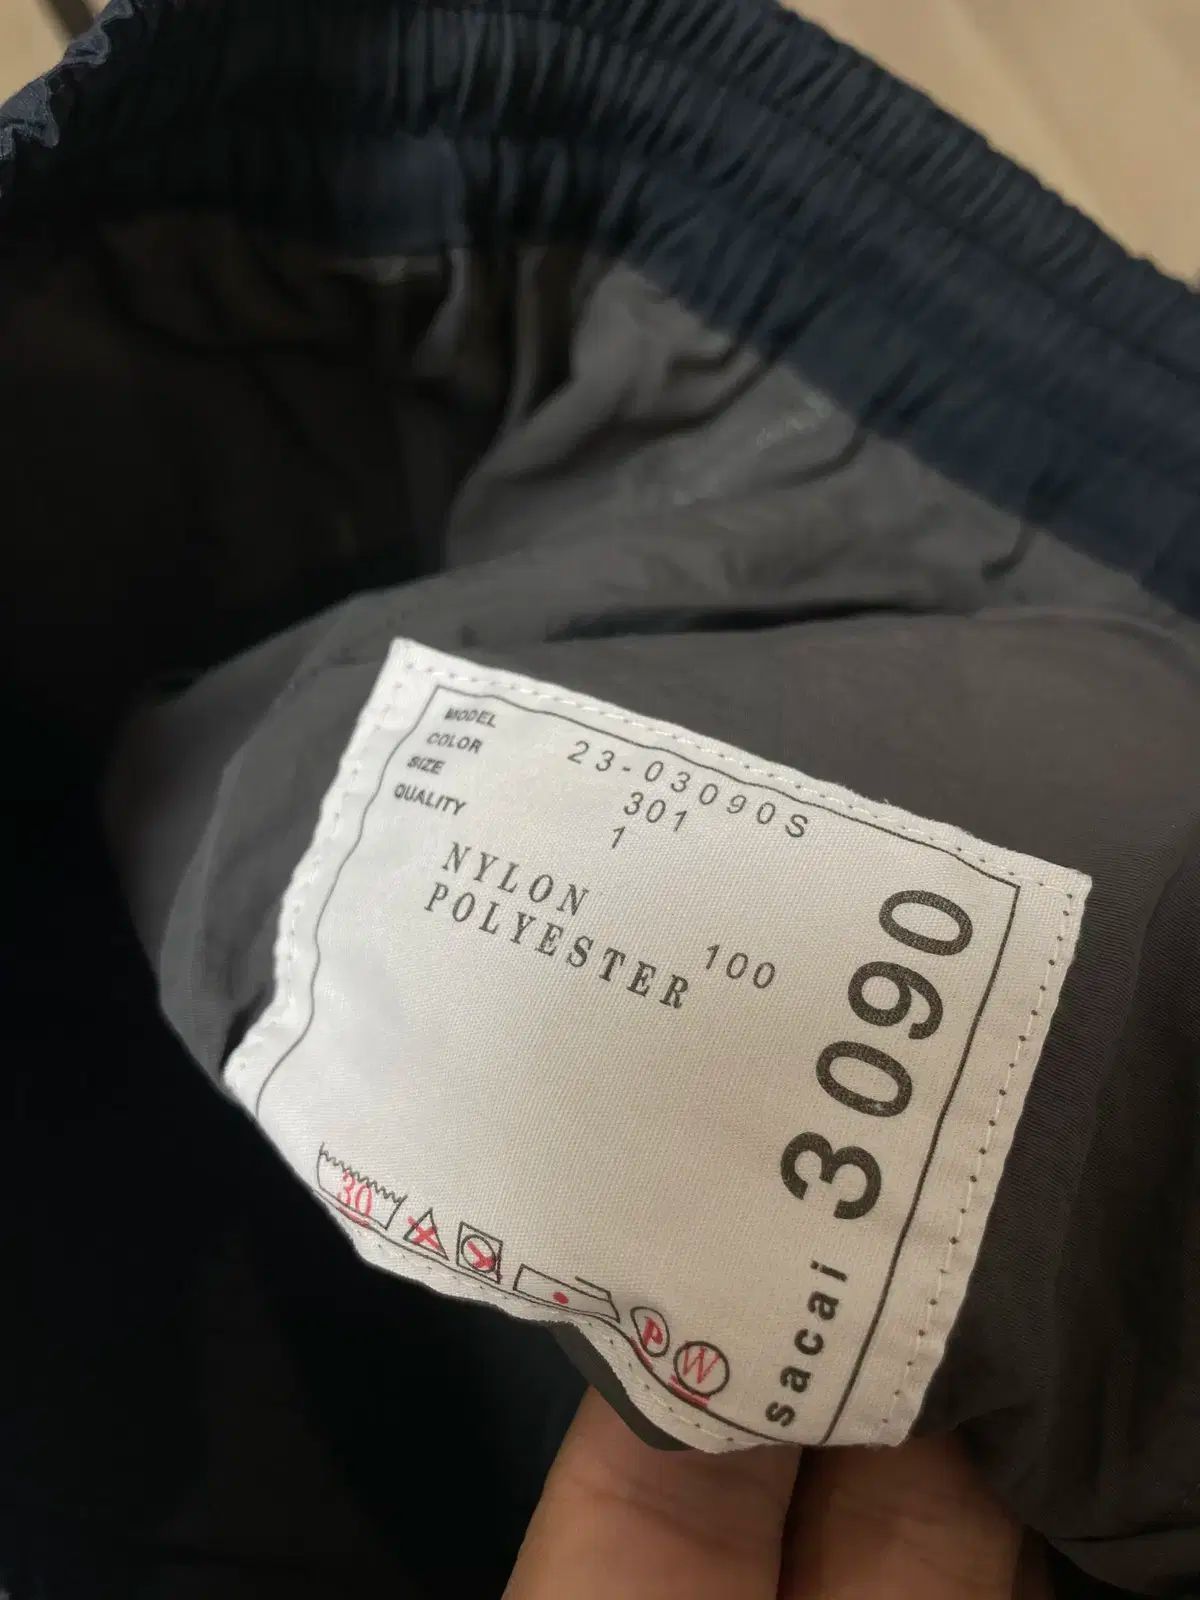 MODEL 23-03090S
COLOR 301
SIZE 1
QUALITY
NYLON 100
POLYESTER
30
P
W
sacai 3090